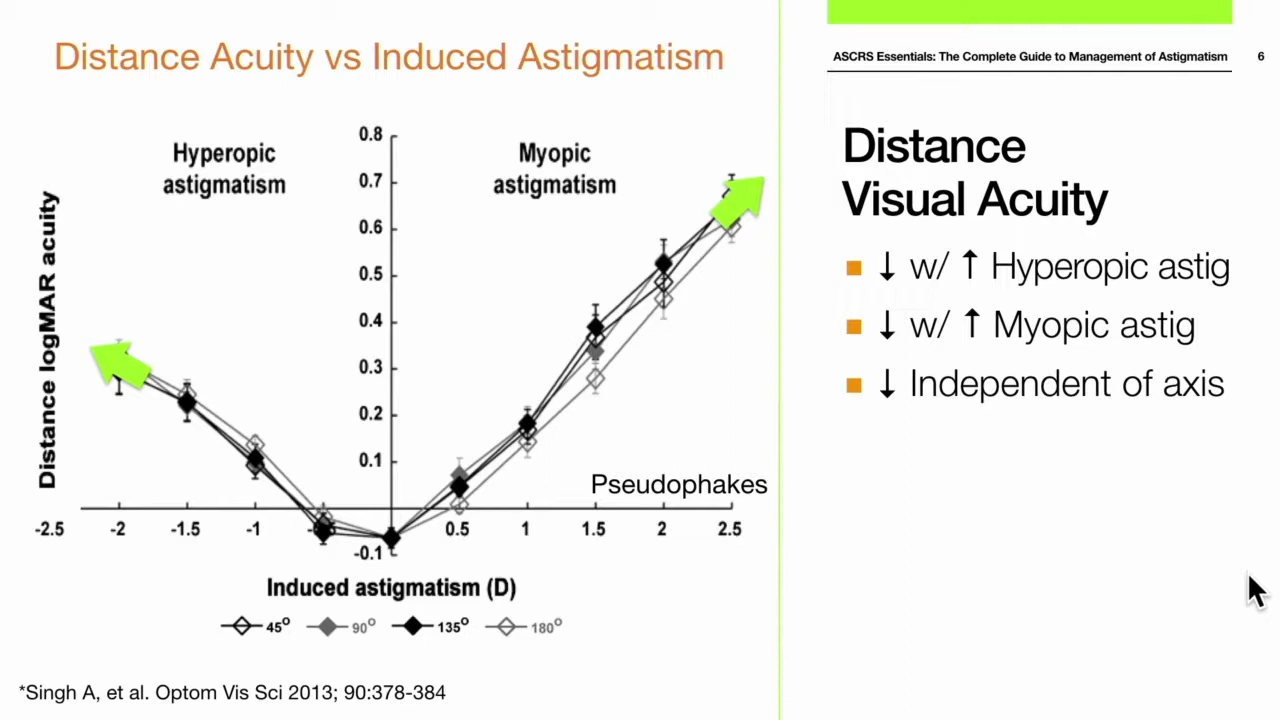 Distance Acuity vs Induced Astigmatism
Hyperopic
astigmatism
Myopic
astigmatism
Distance logMAR acuity
0.8
0.7
0.6
0.5
0.4
0.3
0.2
0.1
-0.1
Pseudophakes
-2.5 -2 -1.5 -1 0.5 1 1.5 2 2.5
Induced astigmatism (D)
45° 90° 135° 180°
*Singh A, et al. Optom Vis Sci 2013; 90:378-384
ASCRS Essentials: The Complete Guide to Management of Astigmatism 6
Distance
Visual Acuity
■ ↓ w/ ↑ Hyperopic astig
■ ↓ w/ ↑ Myopic astig
■ ↓ Independent of axis